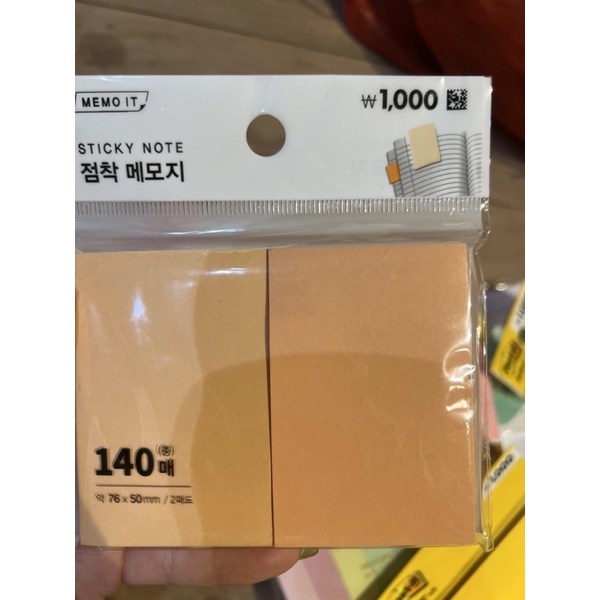 MEMO IT
₩1,000
STICKY NOTE
점착 메모지
140매
(총)
약 76 x 50mm / 2패드